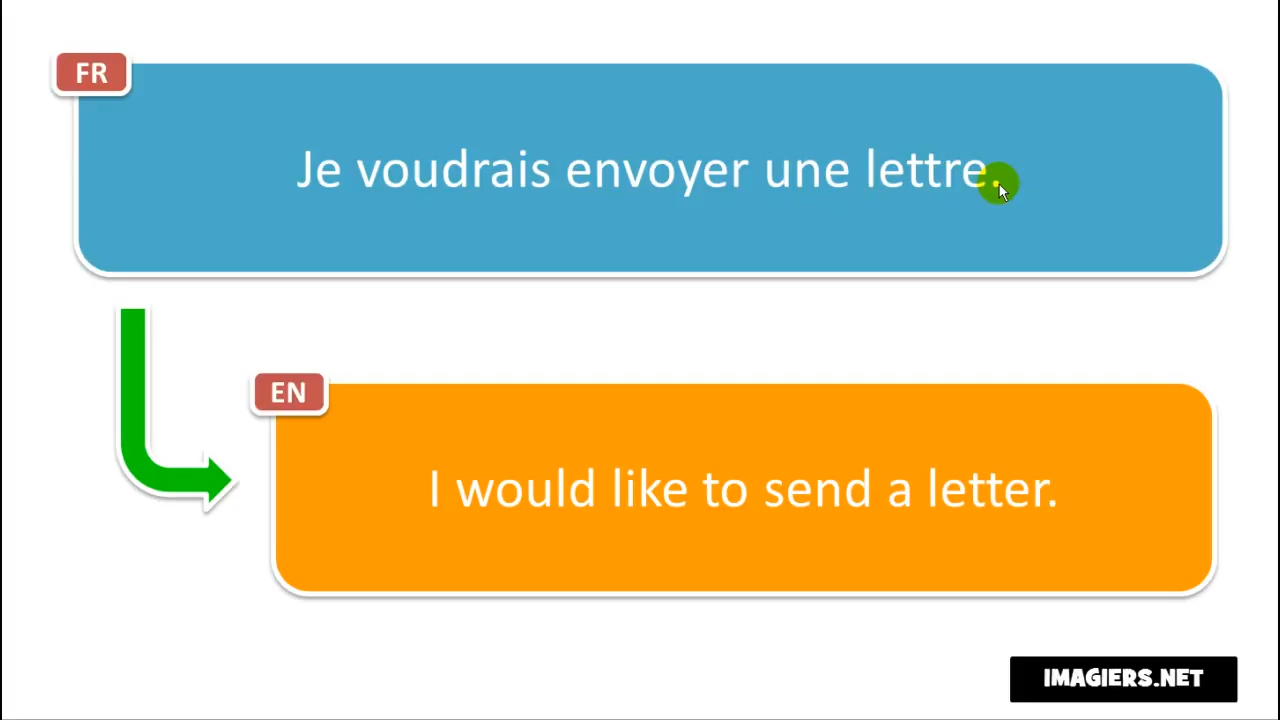 FR
Je voudrais envoyer une lettre.
EN
I would like to send a letter.
IMAGIERS.NET